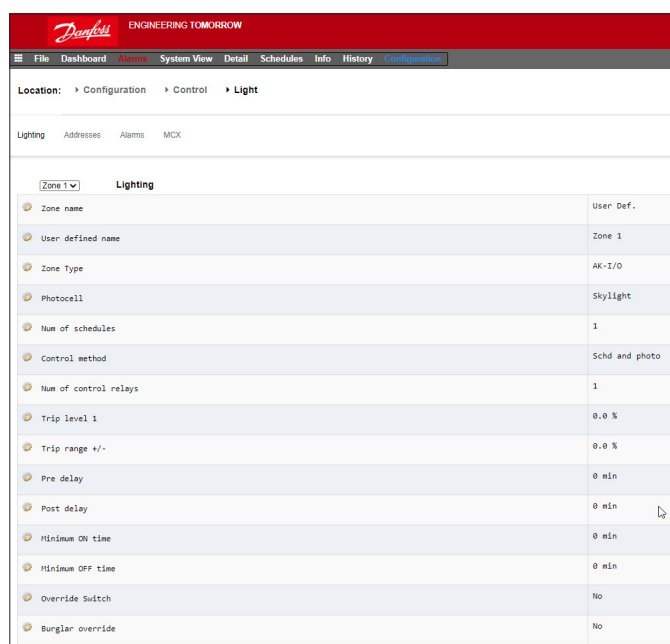 Danfoss ENGINEERING TOMORROW
File Dashboard Alarms System View Detail Schedules Info History Configuration
Location: Configuration Control Light
Lighting Addresses Alarms MCX
Zone 1 Lighting
Zone name User Def.
User defined name Zone 1
Zone Type AK-I/O
Photocell Skylight
Num of schedules 1
Control method Schd and photo
Num of control relays 1
Trip level 1 0.0 %
Trip range +/- 0.0 %
Pre delay 0 min
Post delay 0 min
Minimum ON time 0 min
Minimum OFF time 0 min
Override Switch No
Burglar override No